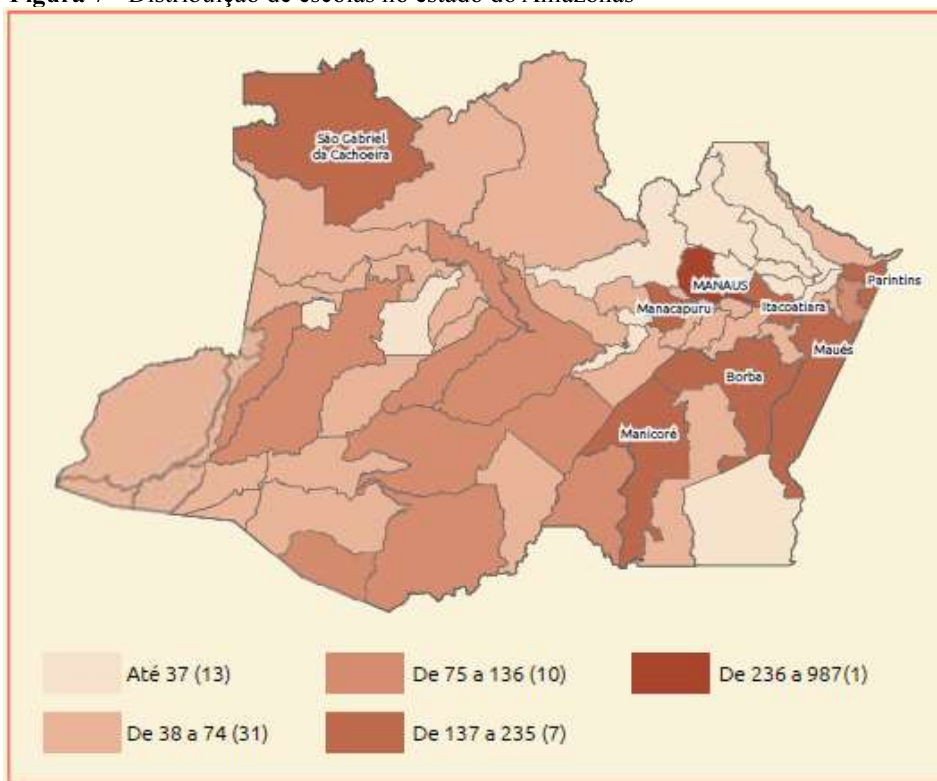 Figura 7 - Distribuição de escolas no estado do Amazonas
São Gabriel
da Cachoeira
MANAUS
Parintins
Manacapuru
Itacoatiara
Maués
Borba
Manicoré
Até 37 (13)
De 75 a 136 (10)
De 236 a 987(1)
De 38 a 74 (31)
De 137 a 235 (7)